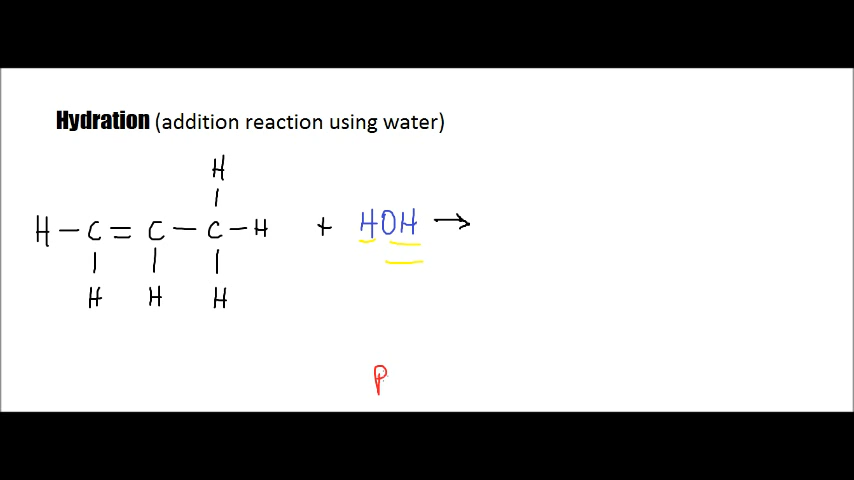 Hydration (addition reaction using water)
H
H – C = C – C – H + HOH →
H H H
P